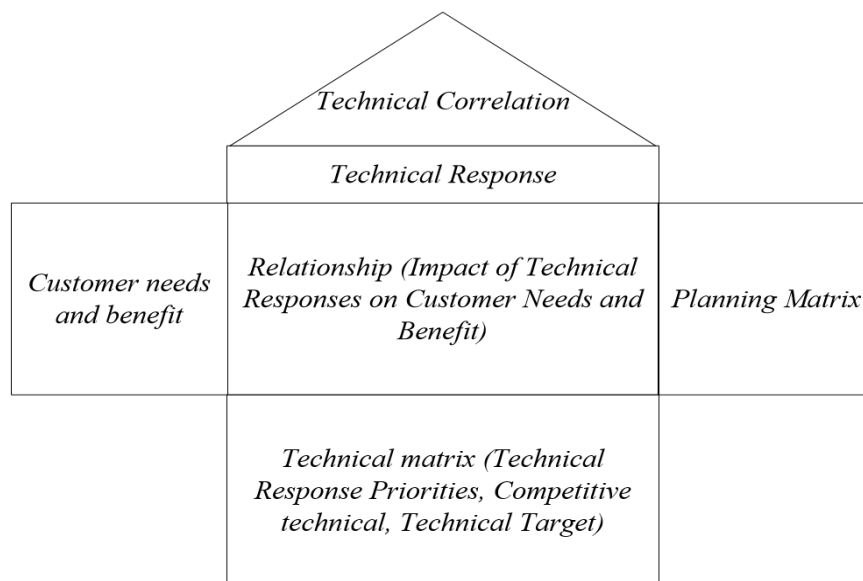 Technical Correlation
Technical Response
Customer needs
and benefit
Relationship (Impact of Technical
Responses on Customer Needs and
Benefit)
Planning Matrix
Technical matrix (Technical
Response Priorities, Competitive
technical, Technical Target)